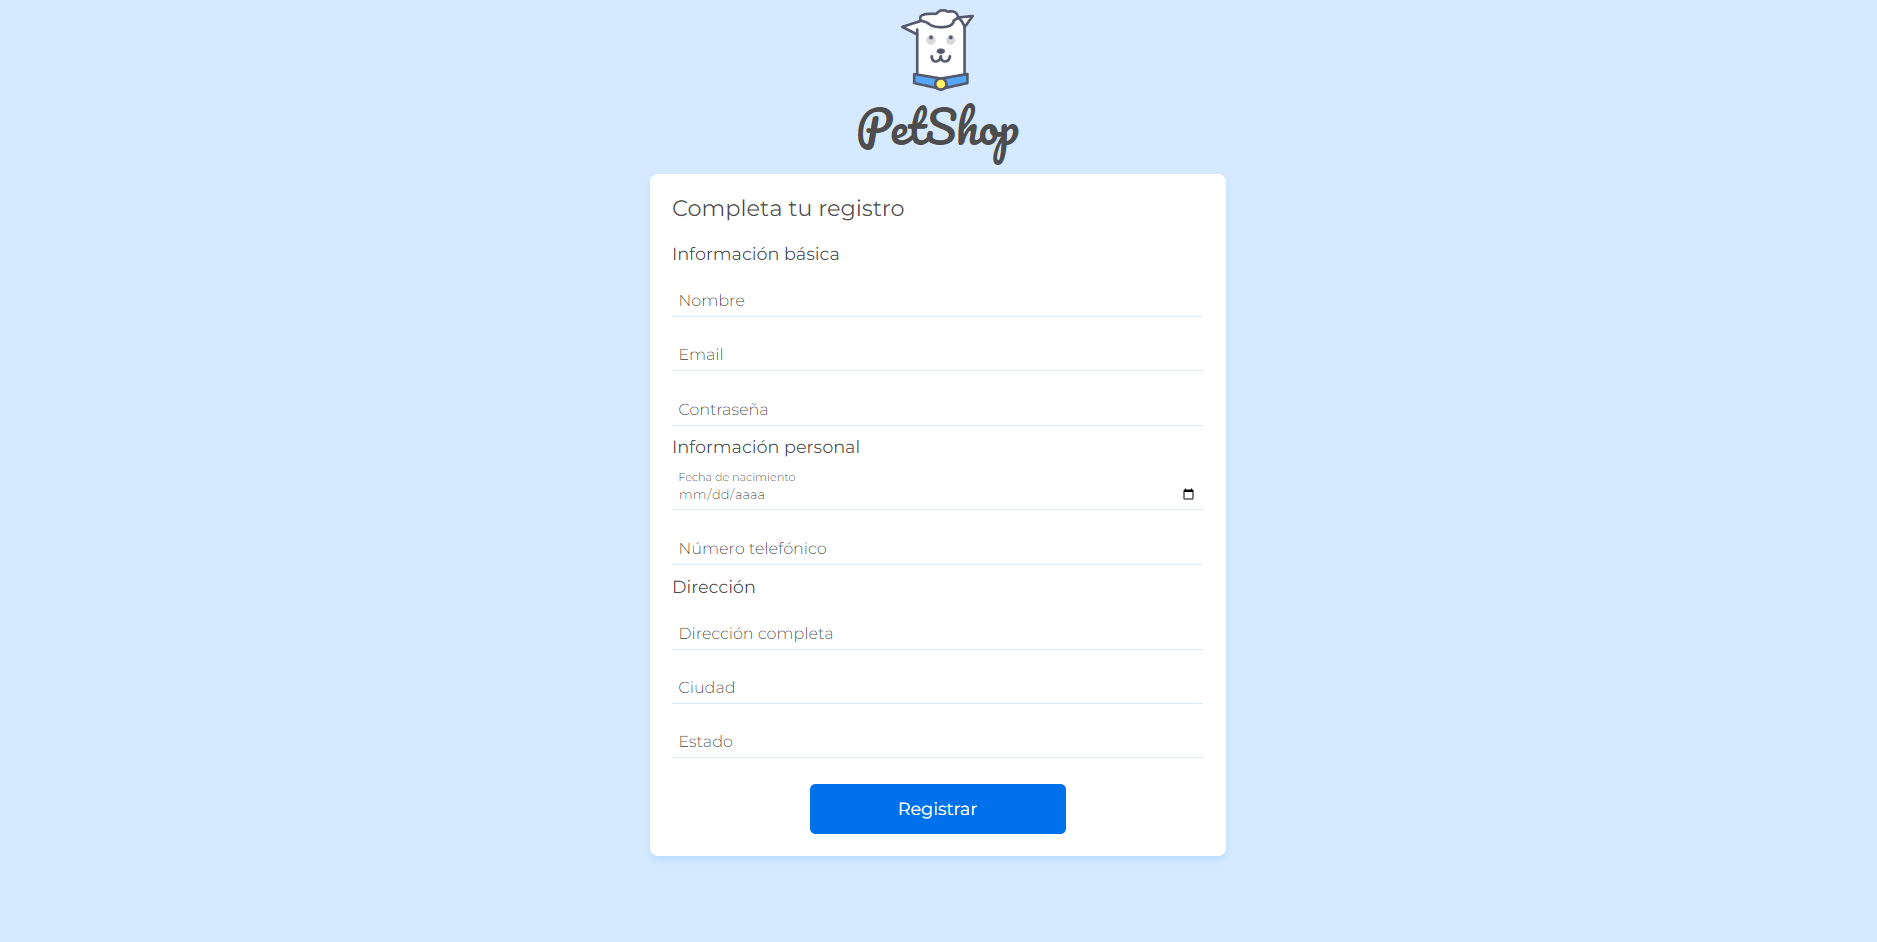 PetShop
Completa tu registro
Información básica
Nombre
Email
Contraseña
Información personal
Fecha de nacimiento
mm/dd/aaaa
Número telefónico
Dirección
Dirección completa
Ciudad
Estado
Registrar